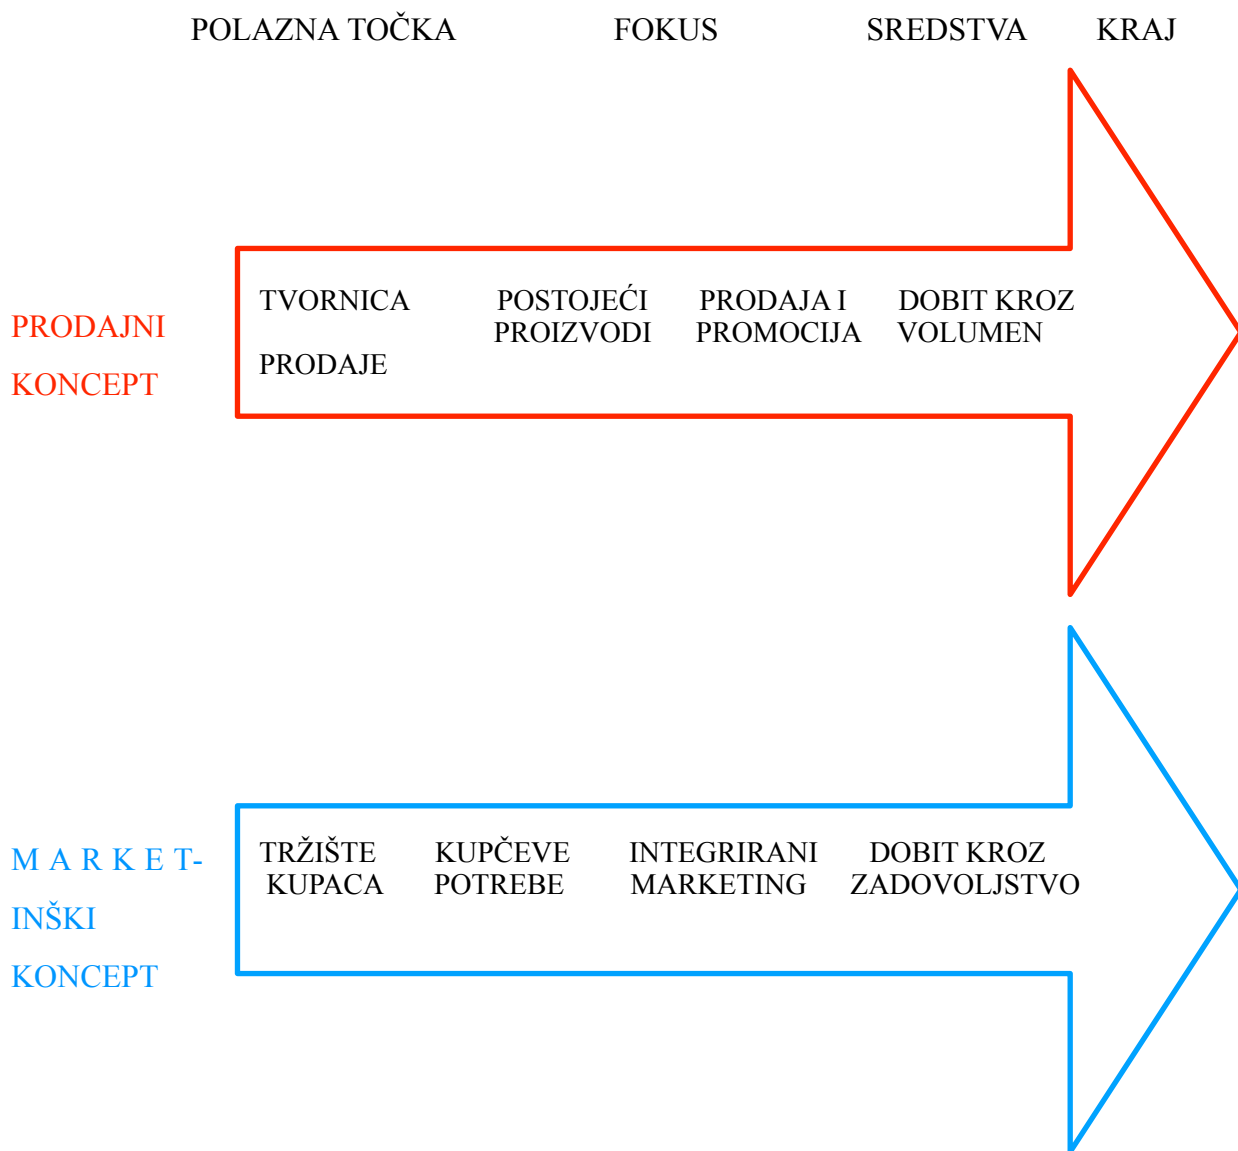 POLAZNA TOČKA FOKUS SREDSTVA KRAJ
PRODAJNI
KONCEPT
TVORNICA POSTOJEĆI PRODAJA I DOBIT KROZ
PROIZVODI PROMOCIJA VOLUMEN
PRODAJE
M A R K E T-
INŠKI
KONCEPT
TRŽIŠTE KUPČEVE INTEGRIRANI DOBIT KROZ
KUPACA POTREBE MARKETING ZADOVOLJSTVO